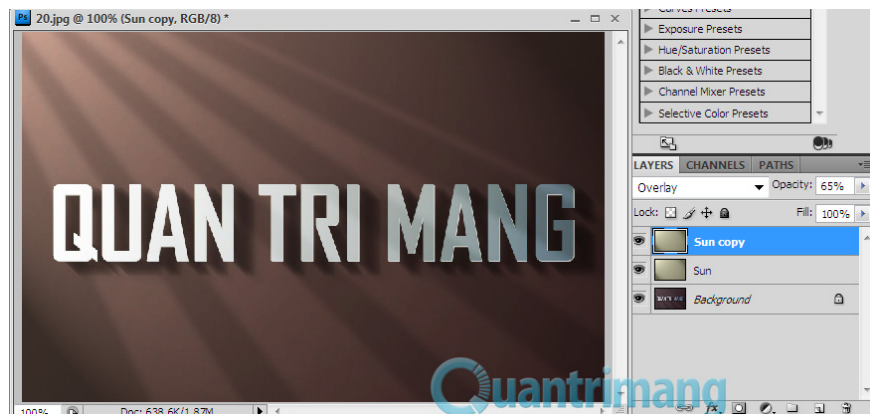 20.jpg @ 100% (Sun copy, RGB/8) *
QUAN TRI MANG
100%
Doc: 638.6K/1.87M
Curves Presets
Exposure Presets
Hue/Saturation Presets
Black & White Presets
Channel Mixer Presets
Selective Color Presets
LAYERS CHANNELS PATHS
Overlay Opacity: 65%
Lock: Fill: 100%
Sun copy
Sun
Background
Quantrimang